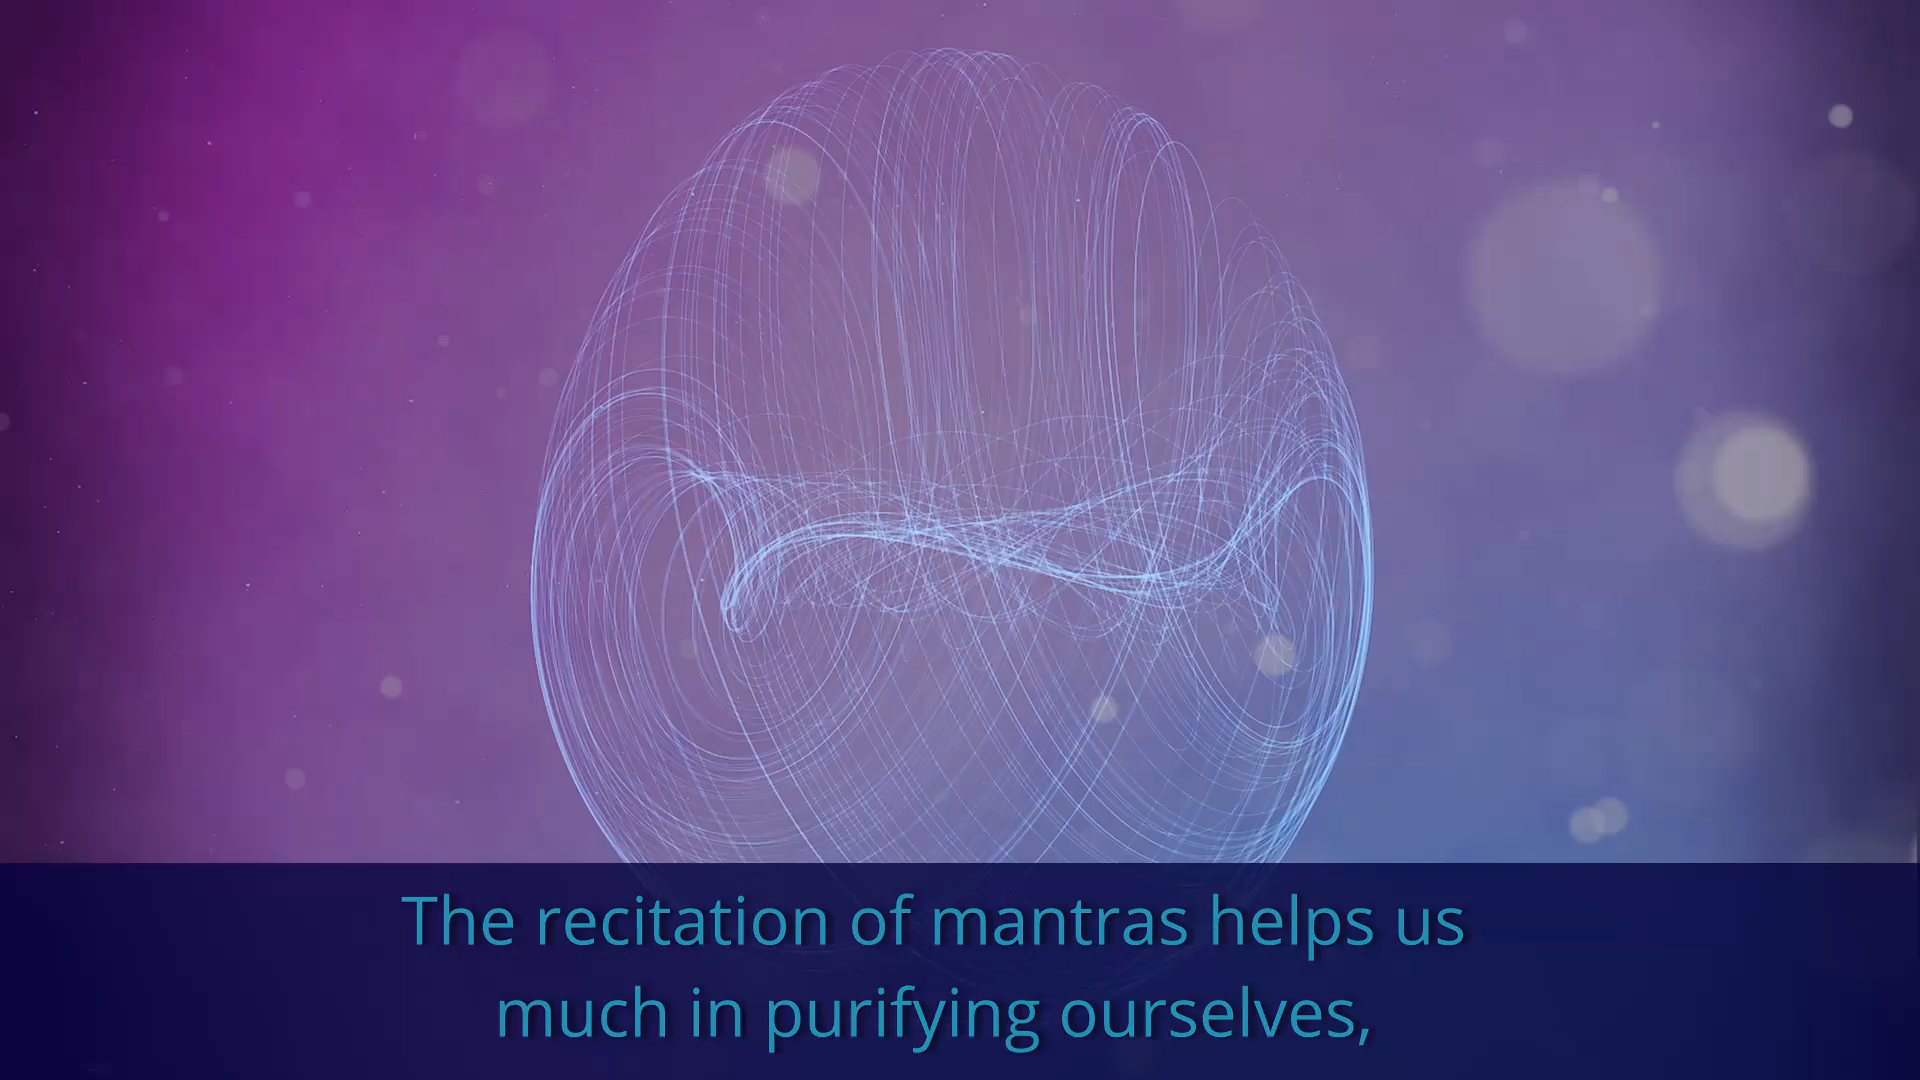 The recitation of mantras helps us
much in purifying ourselves,